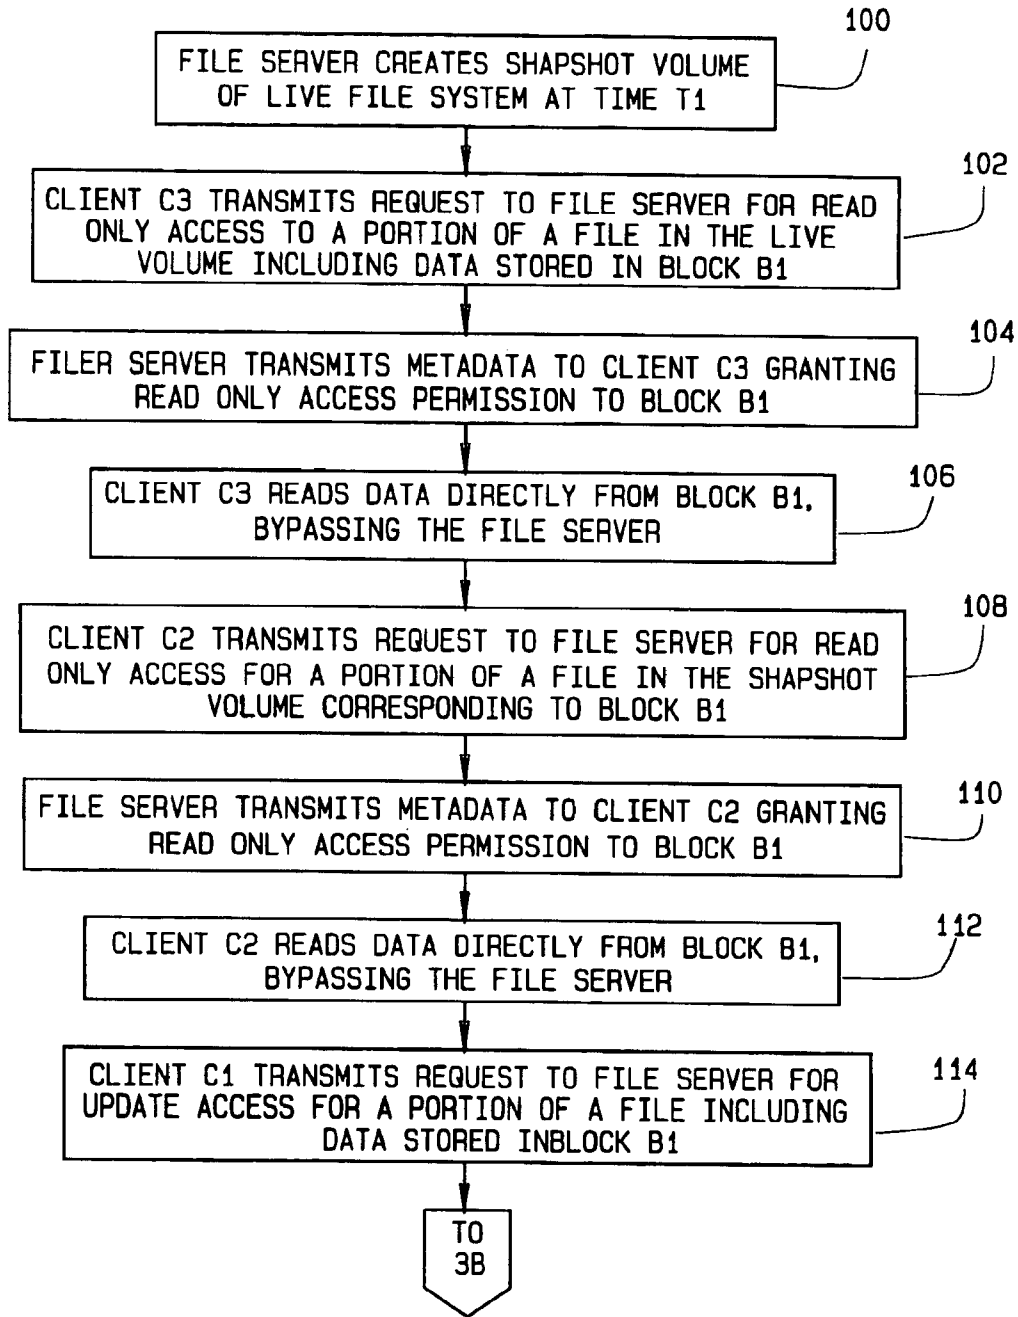 100
FILE SERVER CREATES SHAPSHOT VOLUME
OF LIVE FILE SYSTEM AT TIME T1
102
CLIENT C3 TRANSMITS REQUEST TO FILE SERVER FOR READ
ONLY ACCESS TO A PORTION OF A FILE IN THE LIVE
VOLUME INCLUDING DATA STORED IN BLOCK B1
104
FILER SERVER TRANSMITS METADATA TO CLIENT C3 GRANTING
READ ONLY ACCESS PERMISSION TO BLOCK B1
106
CLIENT C3 READS DATA DIRECTLY FROM BLOCK B1,
BYPASSING THE FILE SERVER
108
CLIENT C2 TRANSMITS REQUEST TO FILE SERVER FOR READ
ONLY ACCESS FOR A PORTION OF A FILE IN THE SHAPSHOT
VOLUME CORRESPONDING TO BLOCK B1
110
FILE SERVER TRANSMITS METADATA TO CLIENT C2 GRANTING
READ ONLY ACCESS PERMISSION TO BLOCK B1
112
CLIENT C2 READS DATA DIRECTLY FROM BLOCK B1,
BYPASSING THE FILE SERVER
114
CLIENT C1 TRANSMITS REQUEST TO FILE SERVER FOR
UPDATE ACCESS FOR A PORTION OF A FILE INCLUDING
DATA STORED INBLOCK B1
TO
3B